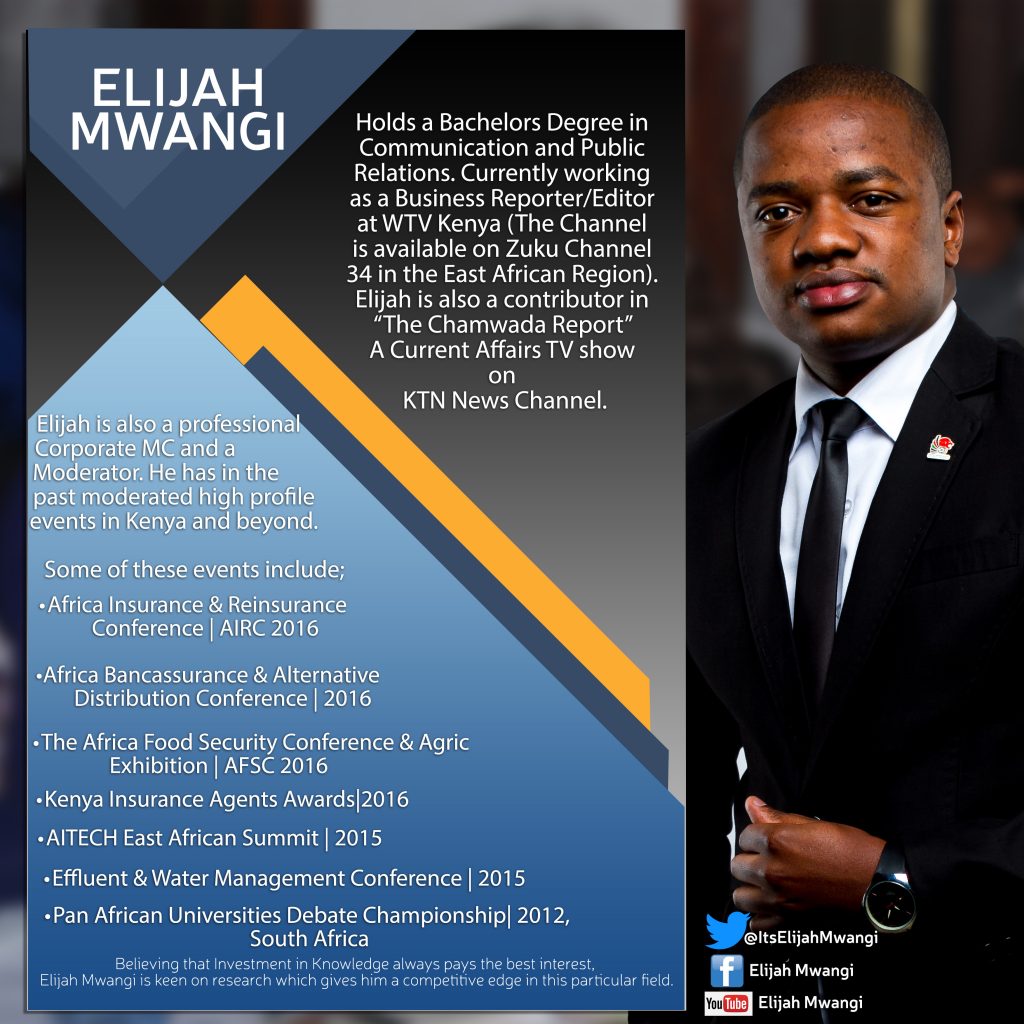 ELIJAH
MWANGI
Holds a Bachelors Degree in
Communication and Public
Relations. Currently working
as a Business Reporter/Editor
at WTV Kenya (The Channel
is available on Zuku Channel
34 in the East African Region).
Elijah is also a contributor in
“The Chamwada Report”
A Current Affairs TV show
on
KTN News Channel.
Elijah is also a professional
Corporate MC and a
Moderator. He has in the
past moderated high profile
events in Kenya and beyond.
Some of these events include;
•Africa Insurance & Reinsurance
Conference | AIRC 2016
•Africa Bancassurance & Alternative
Distribution Conference | 2016
•The Africa Food Security Conference & Agric
Exhibition | AFSC 2016
•Kenya Insurance Agents Awards|2016
•AITECH East African Summit | 2015
•Effluent & Water Management Conference | 2015
•Pan African Universities Debate Championship| 2012,
South Africa
Believing that Investment in Knowledge always pays the best interest,
Elijah Mwangi is keen on research which gives him a competitive edge in this particular field.
@ItsElijahMwangi
f Elijah Mwangi
YouTube Elijah Mwangi